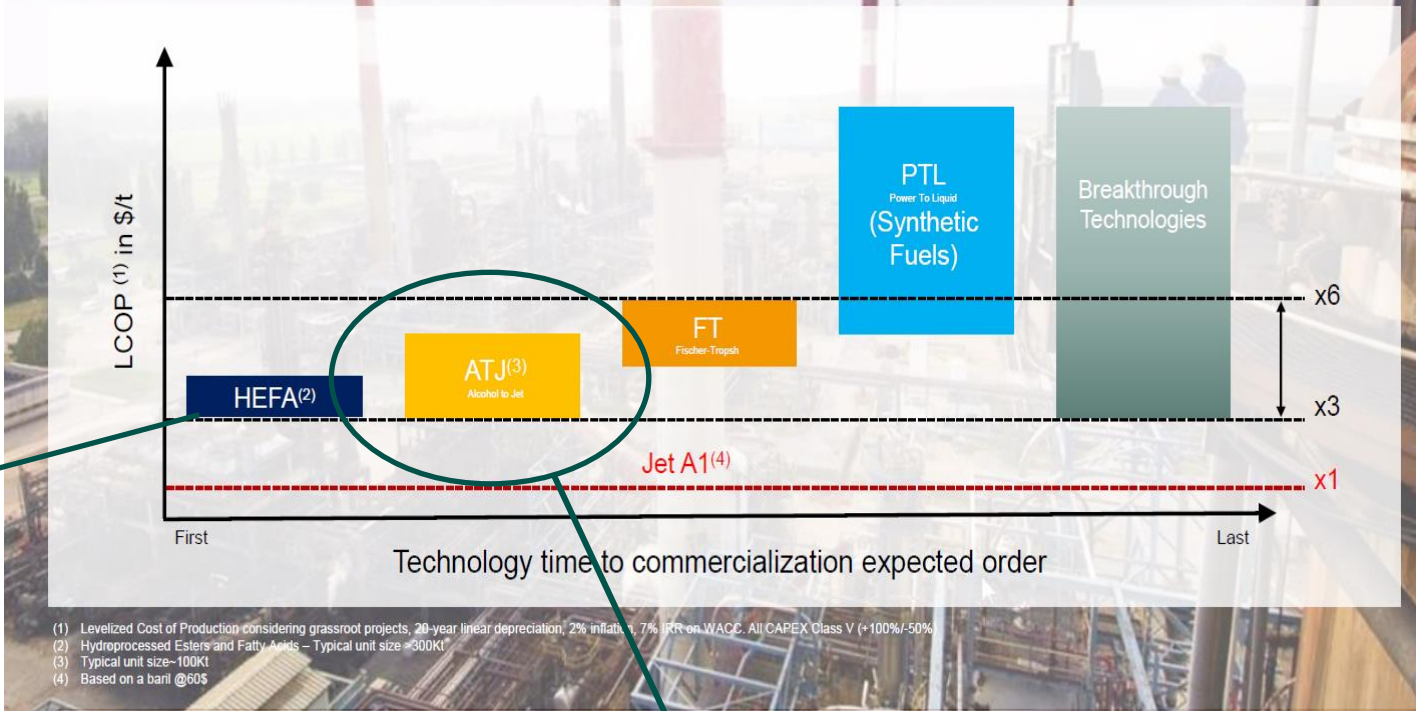 LCOP (1) in $/t
HEFA(2)
ATJ(3)
Alcohol to Jet
FT
Fischer-Tropsh
PTL
Power To Liquid
(Synthetic
Fuels)
Breakthrough
Technologies
x6
x3
Jet A1(4)
x1
First
Last
Technology time to commercialization expected order
(1) Levelized Cost of Production considering grassroot projects, 20-year linear depreciation, 2% inflation, 7% IRR on WACC. All CAPEX Class V (+100%/-50%)
(2) Hydroprocessed Esters and Fatty Acids – Typical unit size >300Kt
(3) Typical unit size~100Kt
(4) Based on a baril @60$